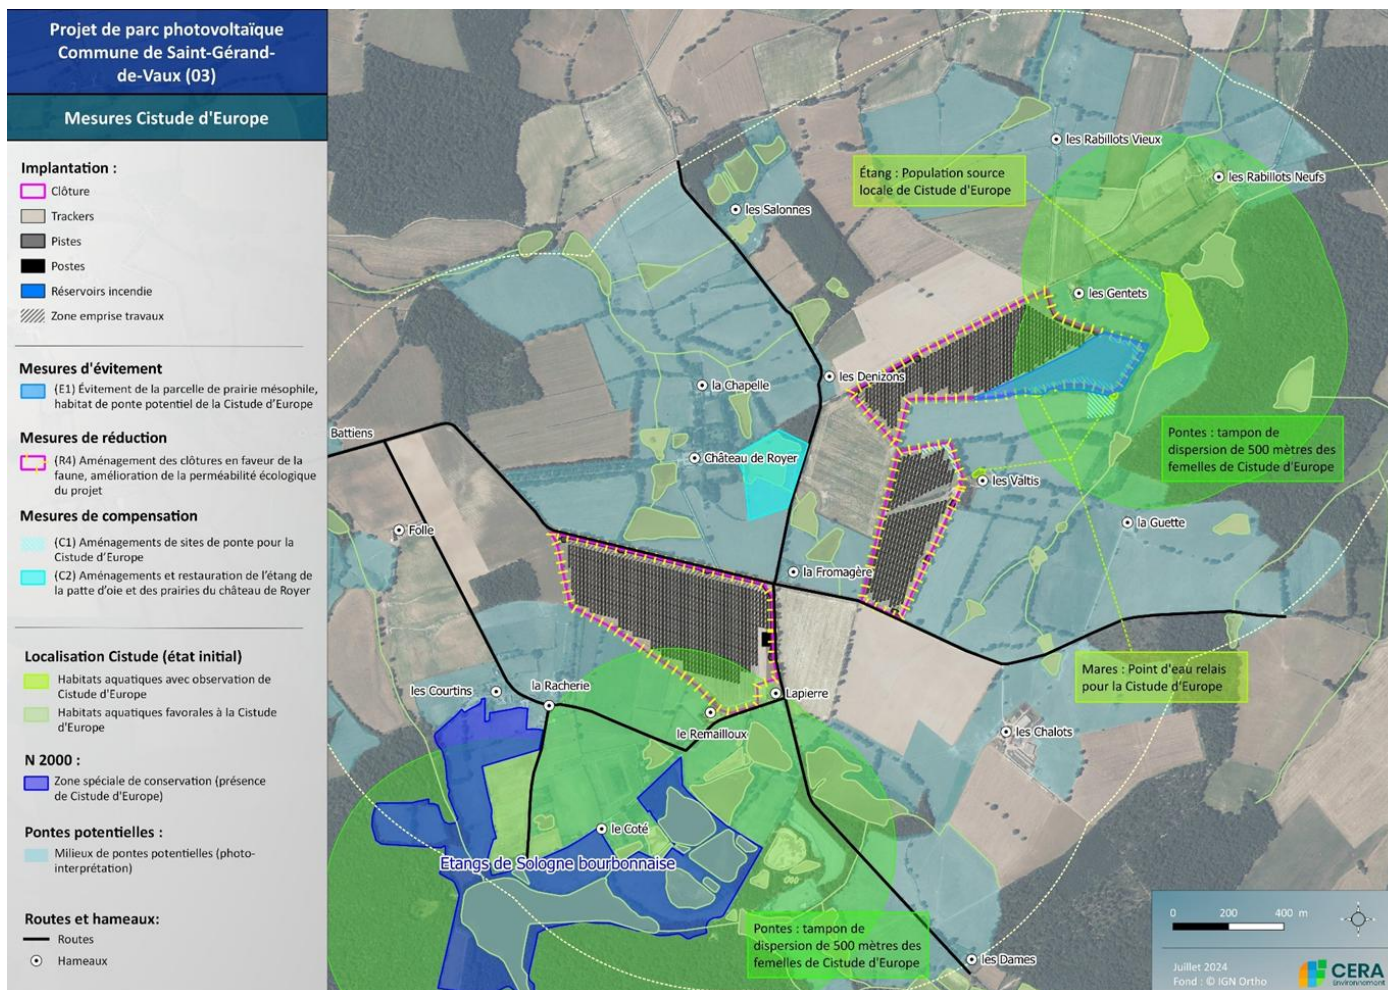 Projet de parc photovoltaïque
Commune de Saint-Gérand-
de-Vaux (03)
Mesures Cistude d'Europe
Implantation :
Clôture
Trackers
Pistes
Postes
Réservoirs incendie
Zone emprise travaux
Mesures d'évitement
(E1) Évitement de la parcelle de prairie mésophile,
habitat de ponte potentiel de la Cistude d'Europe
Mesures de réduction
(R4) Aménagement des clôtures en faveur de la
faune, amélioration de la perméabilité écologique
du projet
Mesures de compensation
(C1) Aménagements de sites de ponte pour la
Cistude d'Europe
(C2) Aménagements et restauration de l'étang de
la patte d'oie et des prairies du château de Royer
Localisation Cistude (état initial)
Habitats aquatiques avec observation de
Cistude d'Europe
Habitats aquatiques favorales à la Cistude
d'Europe
N 2000 :
Zone spéciale de conservation (présence
de Cistude d'Europe)
Pontes potentielles :
Milieux de pontes potentielles (photo-
interprétation)
Routes et hameaux:
Routes
Hameaux
les Rabillots Vieux
Étang : Population source
locale de Cistude d'Europe
les Rabillots Neufs
les Salonnes
les Gentets
les Denizons
la Chapelle
Battiens
Pontes : tampon de
dispersion de 500 mètres des
femelles de Cistude d'Europe
Château de Royer
les Valtis
la Guette
Folle
la Fromagère
Mares : Point d'eau relais
pour la Cistude d'Europe
les Courtins
la Racherie
Lapierre
le Remailloux
les Chalots
le Coté
Etangs de Sologne bourbonnaise
Pontes : tampon de
dispersion de 500 mètres des
femelles de Cistude d'Europe
les Dames
0 200 400 m
Juillet 2024
Fond : © IGN Ortho
CERA
Environnement